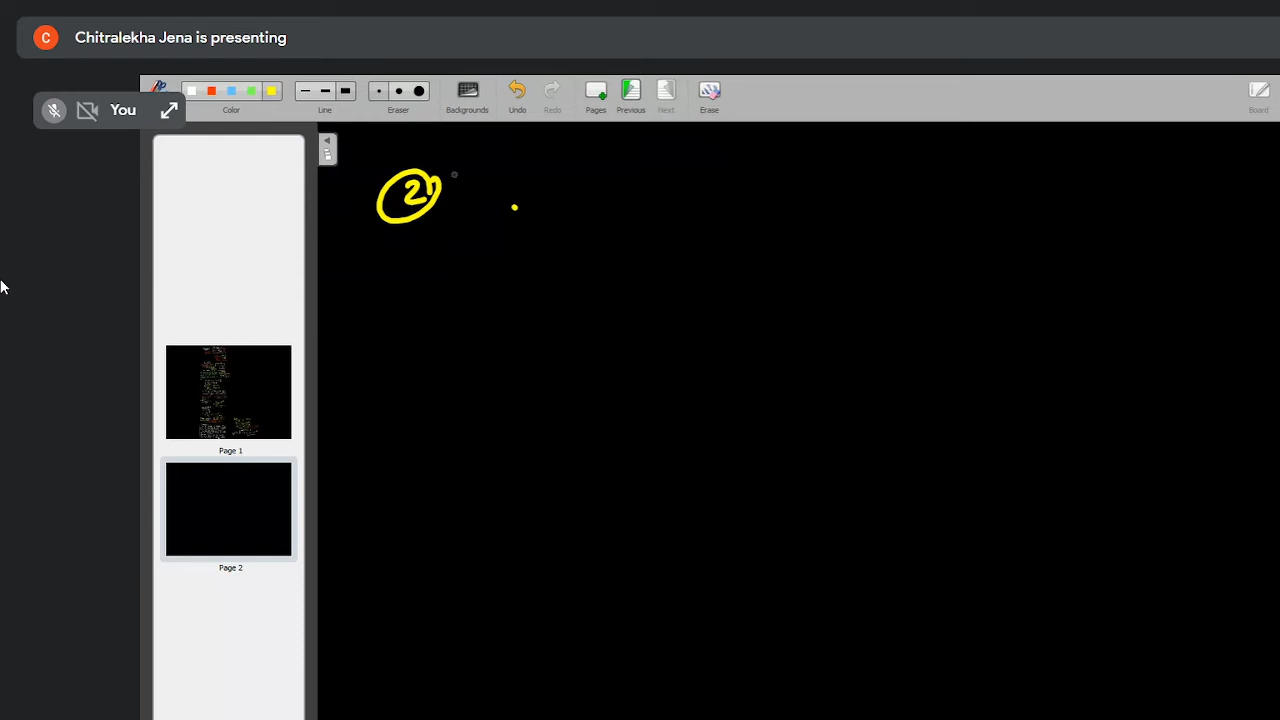 C Chitralekha Jena is presenting
You
Color Line Eraser Backgrounds Undo Redo Pages Previous Next Erase Board
2)
Page 1
Page 2